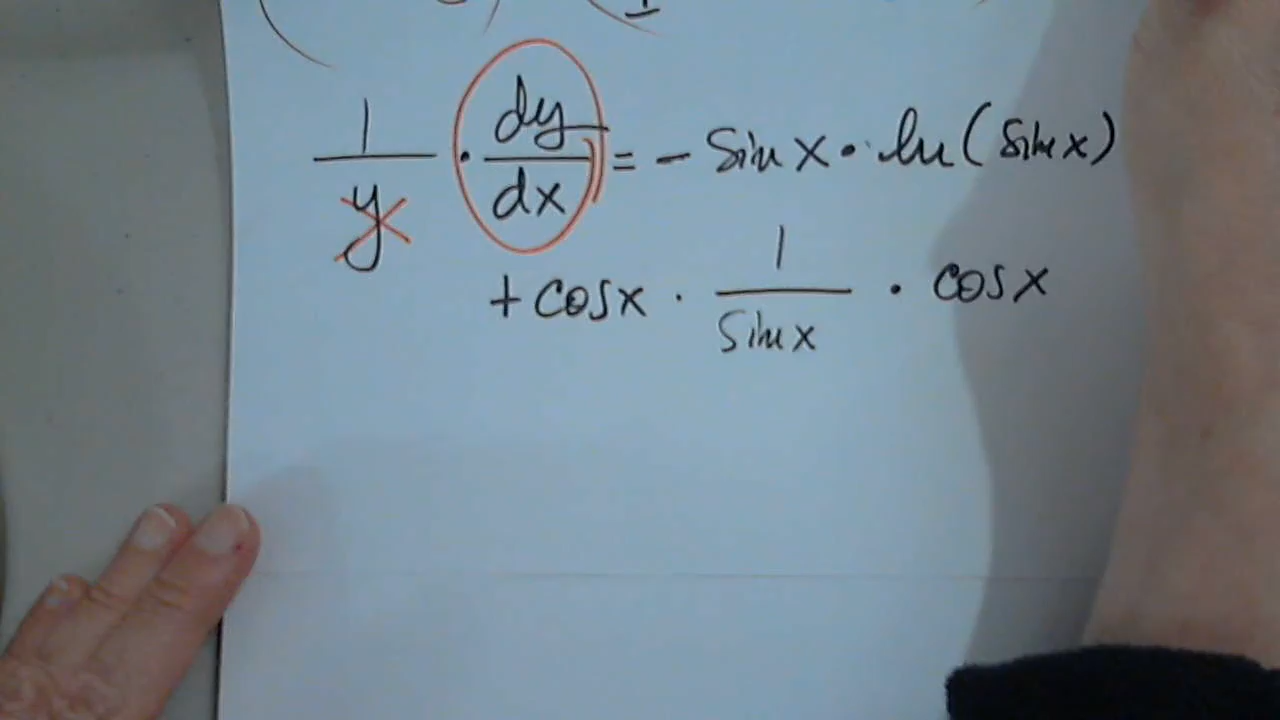 1/y · dy/dx = - sin x · ln(sin x)
+ cos x · 1/sin x · cos x